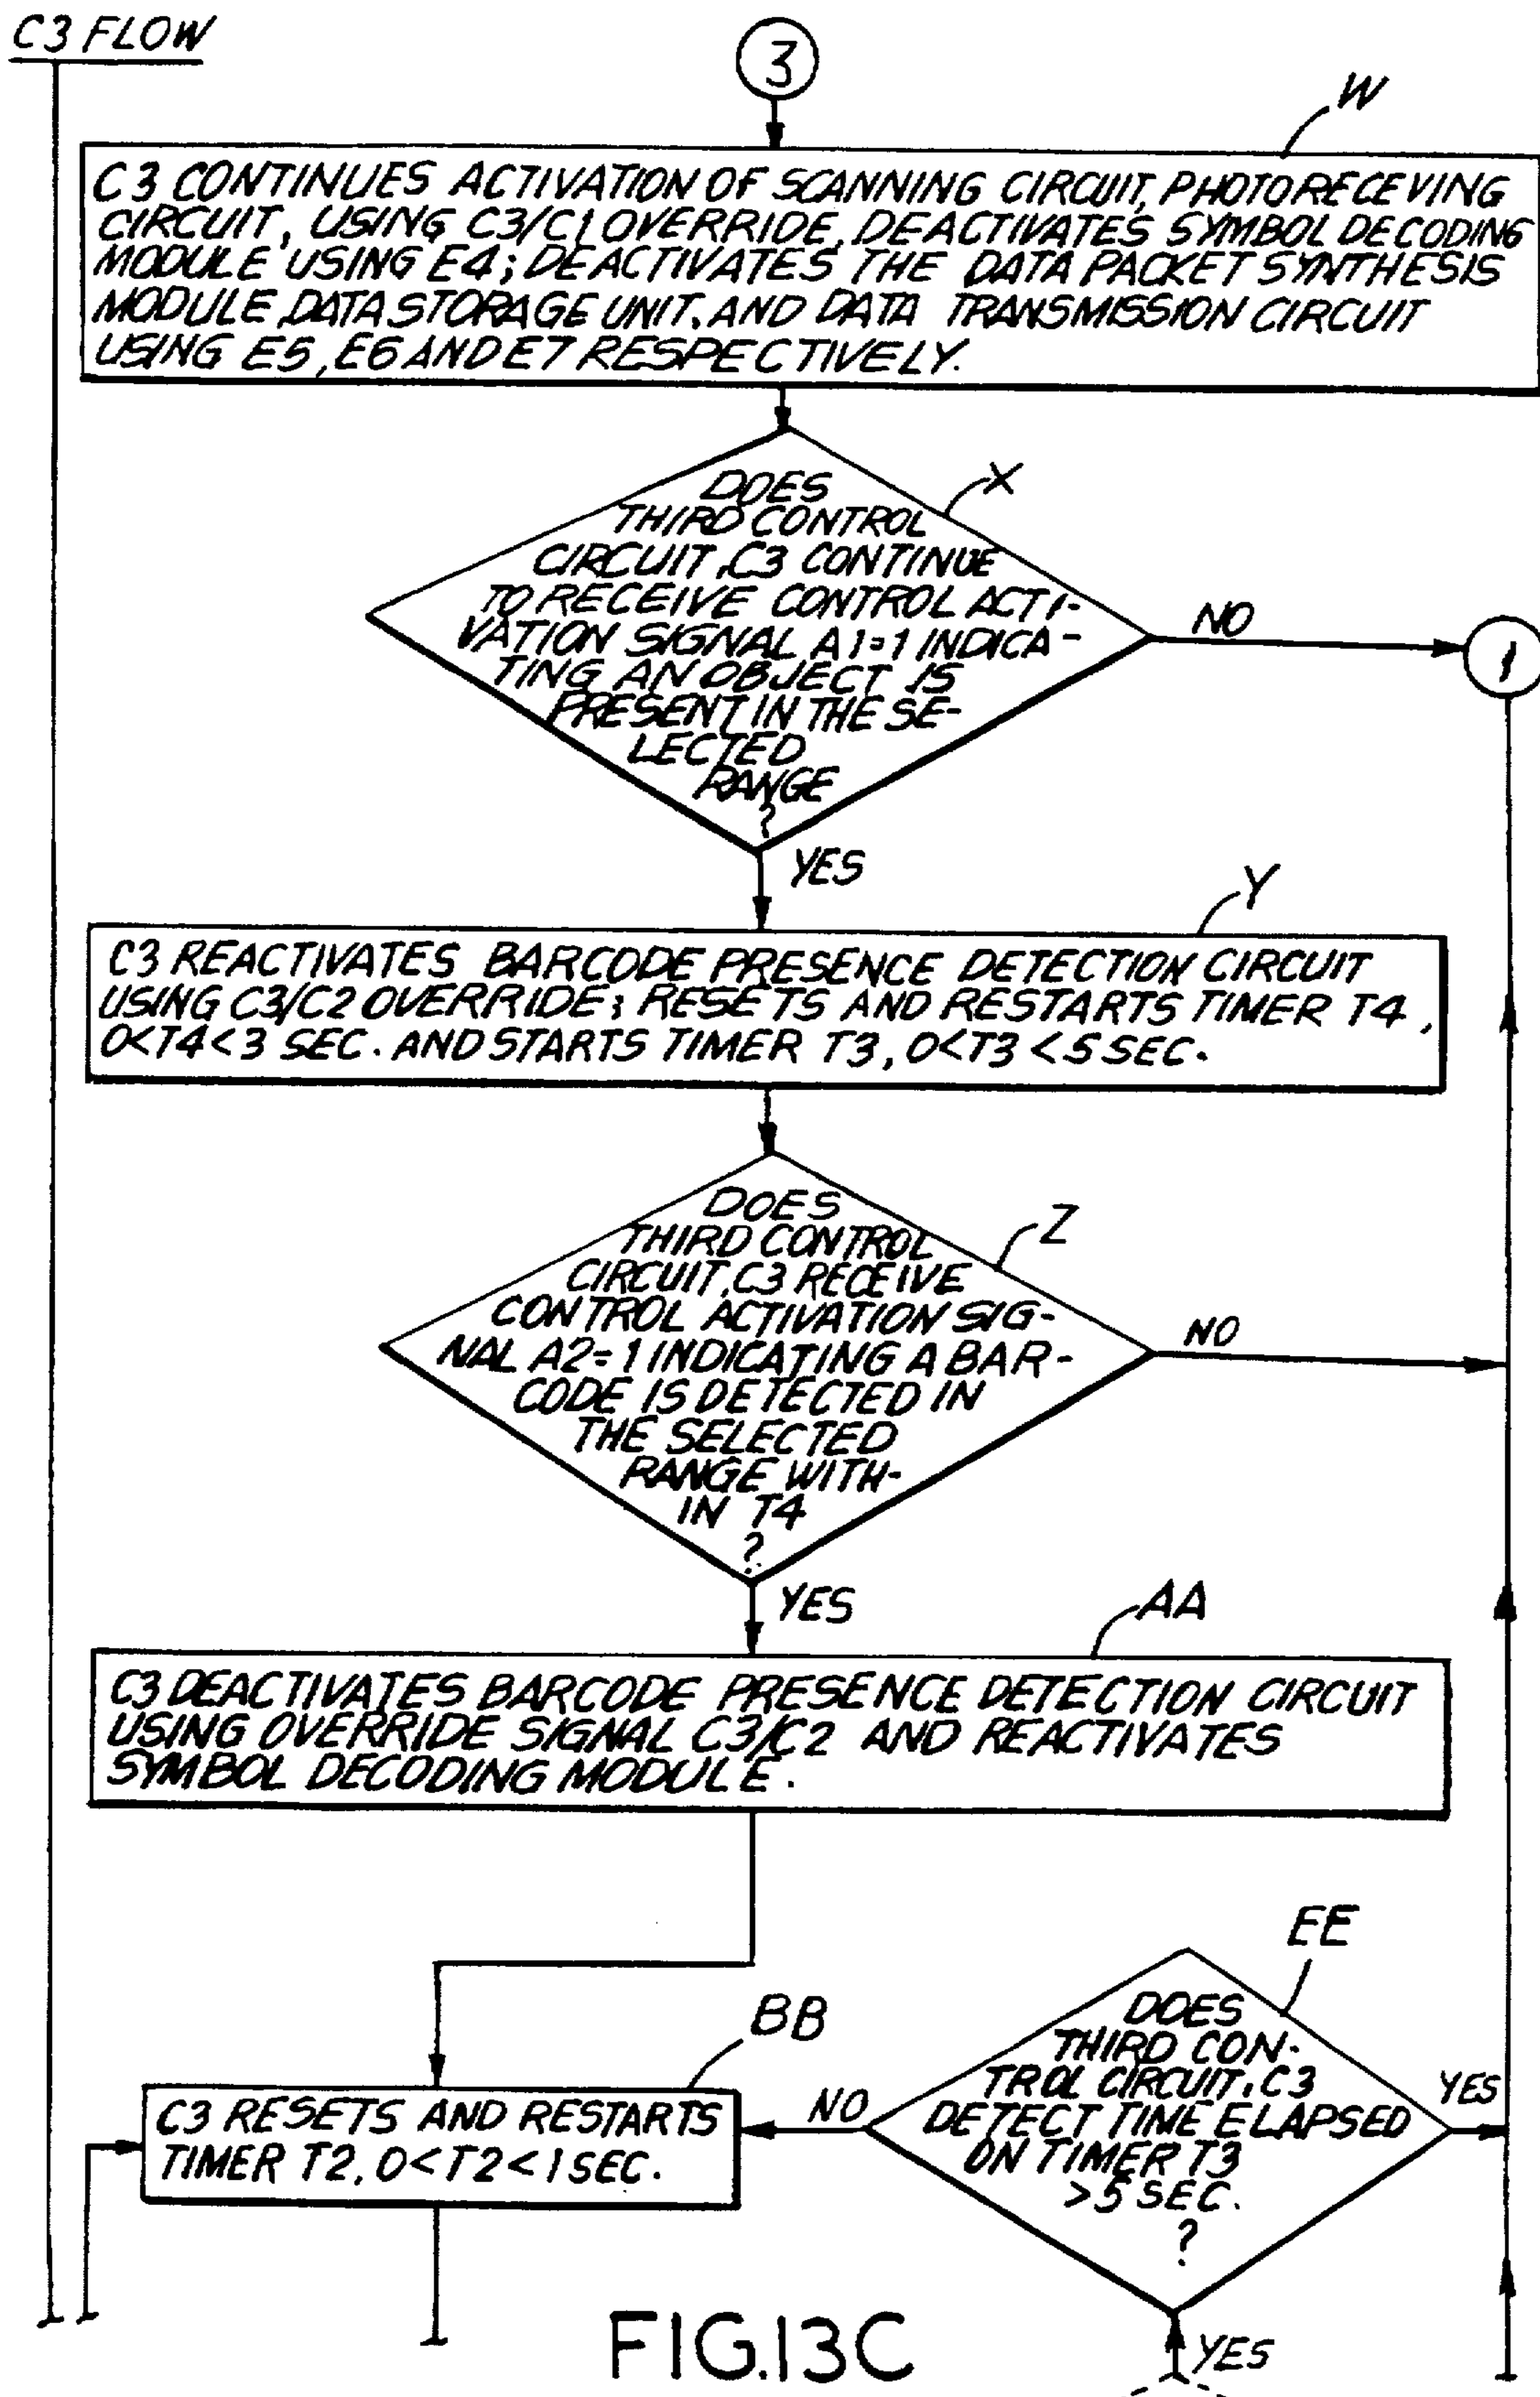 C3 FLOW
3
W
C3 CONTINUES ACTIVATION OF SCANNING CIRCUIT, PHOTORECEVING
CIRCUIT, USING C3/C1 OVERRIDE, DEACTIVATES SYMBOL DECODING
MODULE USING E4; DEACTIVATES THE DATA PACKET SYNTHESIS
MODULE, DATA STORAGE UNIT, AND DATA TRANSMISSION CIRCUIT
USING E5, E6 AND E7 RESPECTIVELY.
X
DOES
THIRD CONTROL
CIRCUIT, C3 CONTINUE
TO RECEIVE CONTROL ACTI-
VATION SIGNAL A1=1 INDICA-
TING AN OBJECT IS
PRESENT IN THE SE-
LECTED
RANGE
?
NO
1
YES
Y
C3 REACTIVATES BARCODE PRESENCE DETECTION CIRCUIT
USING C3/C2 OVERRIDE; RESETS AND RESTARTS TIMER T4,
0<T4<3 SEC. AND STARTS TIMER T3, 0<T3<5 SEC.
Z
DOES
THIRD CONTROL
CIRCUIT, C3 RECEIVE
CONTROL ACTIVATION SIG-
NAL A2=1 INDICATING A BAR-
CODE IS DETECTED IN
THE SELECTED
RANGE WITH-
IN T4
?
NO
YES
AA
C3 DEACTIVATES BARCODE PRESENCE DETECTION CIRCUIT
USING OVERRIDE SIGNAL C3/C2 AND REACTIVATES
SYMBOL DECODING MODULE.
BB
C3 RESETS AND RESTARTS
TIMER T2, 0<T2<1 SEC.
NO
EE
DOES
THIRD CON-
TROL CIRCUIT, C3
DETECT TIME ELAPSED
ON TIMER T3
>5 SEC.
?
YES
YES
FIG.13C